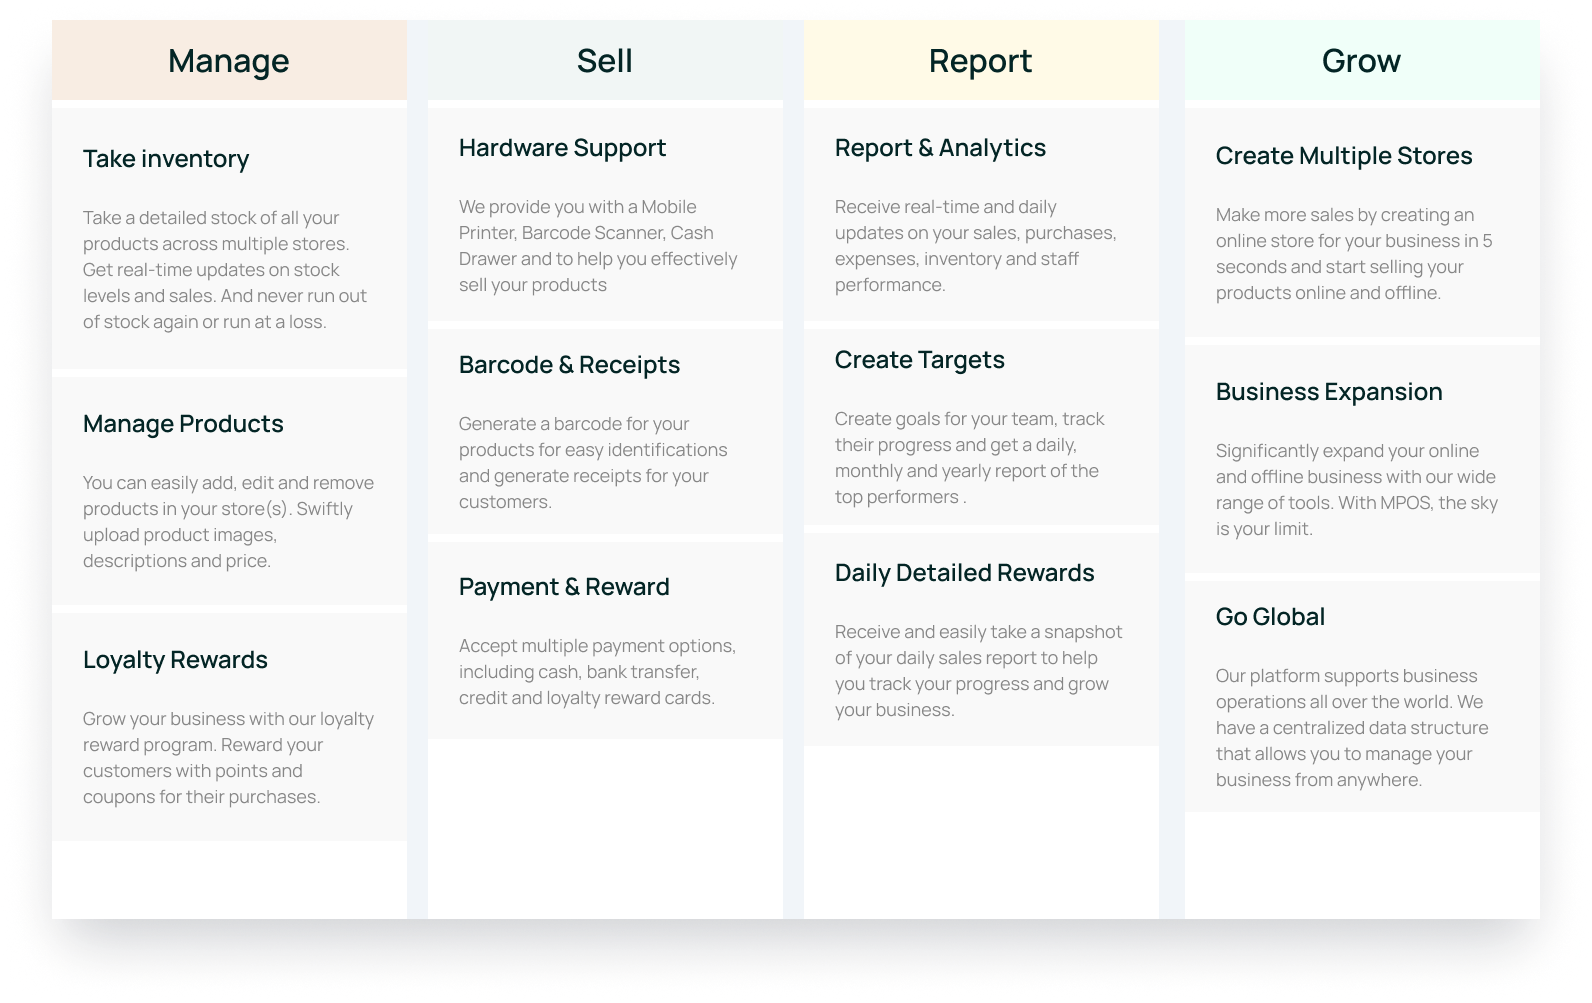 Manage
Take inventory
Take a detailed stock of all your
products across multiple stores.
Get real-time updates on stock
levels and sales. And never run out
of stock again or run at a loss.
Manage Products
You can easily add, edit and remove
products in your store(s). Swiftly
upload product images,
descriptions and price.
Loyalty Rewards
Grow your business with our loyalty
reward program. Reward your
customers with points and
coupons for their purchases.
Sell
Hardware Support
We provide you with a Mobile
Printer, Barcode Scanner, Cash
Drawer and to help you effectively
sell your products
Barcode & Receipts
Generate a barcode for your
products for easy identifications
and generate receipts for your
customers.
Payment & Reward
Accept multiple payment options,
including cash, bank transfer,
credit and loyalty reward cards.
Report
Report & Analytics
Receive real-time and daily
updates on your sales, purchases,
expenses, inventory and staff
performance.
Create Targets
Create goals for your team, track
their progress and get a daily,
monthly and yearly report of the
top performers .
Daily Detailed Rewards
Receive and easily take a snapshot
of your daily sales report to help
you track your progress and grow
your business.
Grow
Create Multiple Stores
Make more sales by creating an
online store for your business in 5
seconds and start selling your
products online and offline.
Business Expansion
Significantly expand your online
and offline business with our wide
range of tools. With MPOS, the sky
is your limit.
Go Global
Our platform supports business
operations all over the world. We
have a centralized data structure
that allows you to manage your
business from anywhere.